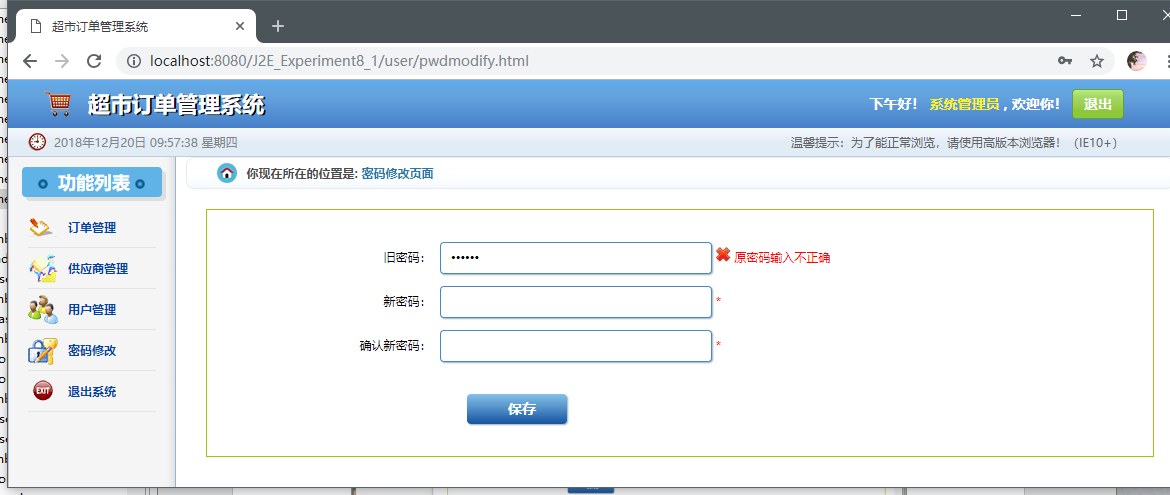 超市订单管理系统
localhost:8080/J2E_Experiment8_1/user/pwdmodify.html
超市订单管理系统
下午好！ 系统管理员 , 欢迎你！ 退出
2018年12月20日 09:57:38 星期四
温馨提示：为了能正常浏览，请使用高版本浏览器！（IE10+）
功能列表
订单管理
供应商管理
用户管理
密码修改
EXIT 退出系统
你现在所在的位置是: 密码修改页面
旧密码： •••••• 原密码输入不正确
新密码： *
确认新密码： *
保存